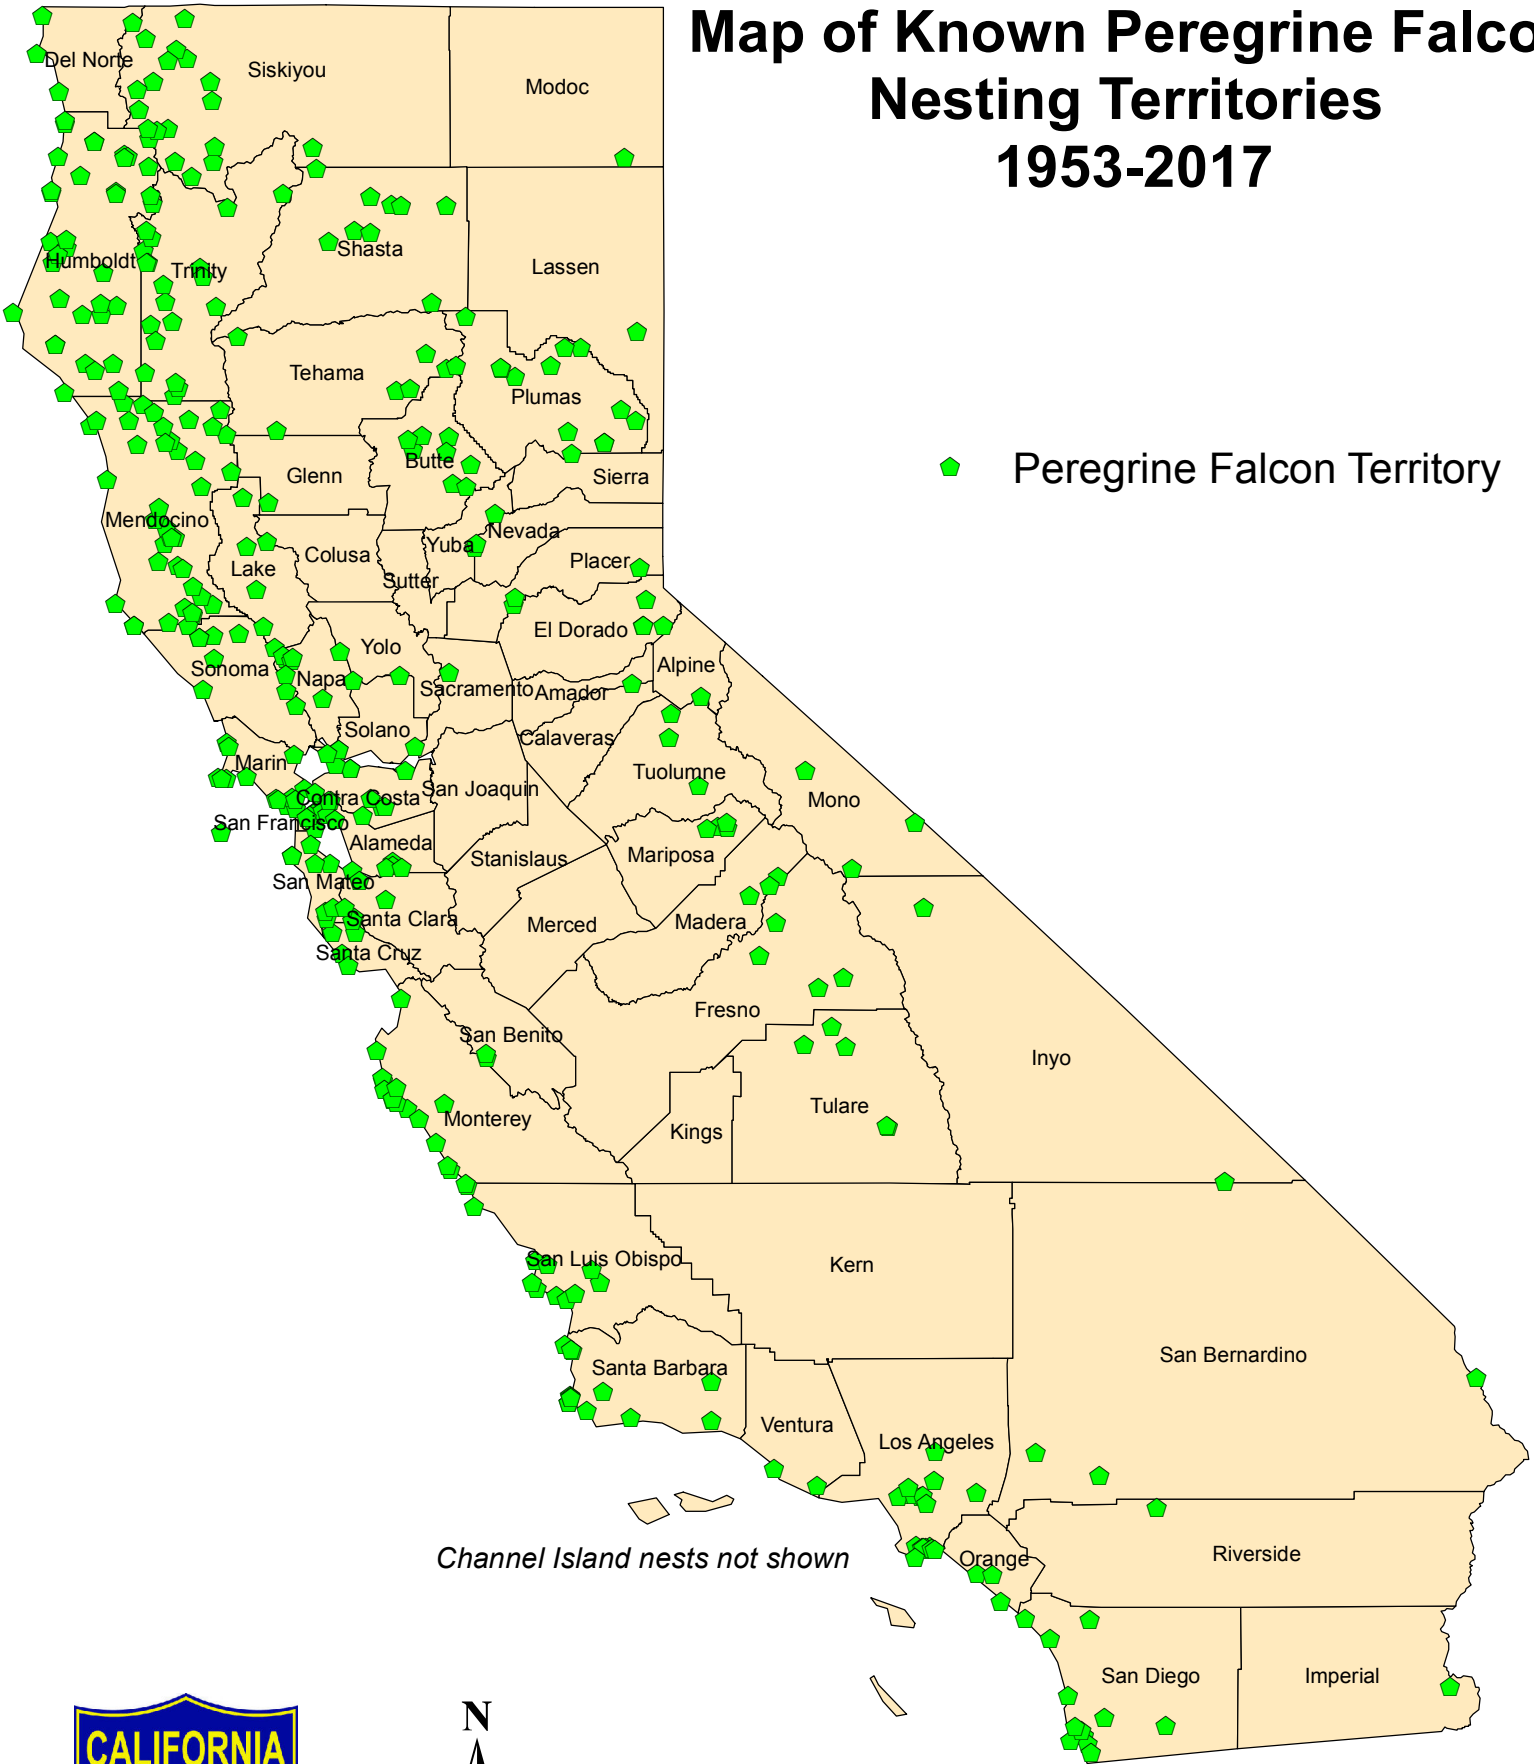 Map of Known Peregrine Falco
Nesting Territories
1953-2017
Del Norte
Siskiyou
Modoc
Humboldt
Trinity
Shasta
Lassen
Tehama
Plumas
Peregrine Falcon Territory
Glenn
Butte
Sierra
Mendocino
Colusa
Yuba
Nevada
Lake
Sutter
Placer
El Dorado
Yolo
Alpine
Sonoma
Napa
Sacramento
Amador
Solano
Calaveras
Marin
Tuolumne
Contra Costa
San Joaquin
Mono
San Francisco
Alameda
Stanislaus
Mariposa
San Mateo
Santa Clara
Merced
Madera
Santa Cruz
Fresno
San Benito
Inyo
Monterey
Kings
Tulare
San Luis Obispo
Kern
Santa Barbara
San Bernardino
Ventura
Los Angeles
Channel Island nests not shown
Orange
Riverside
San Diego
Imperial
CALIFORNIA
N